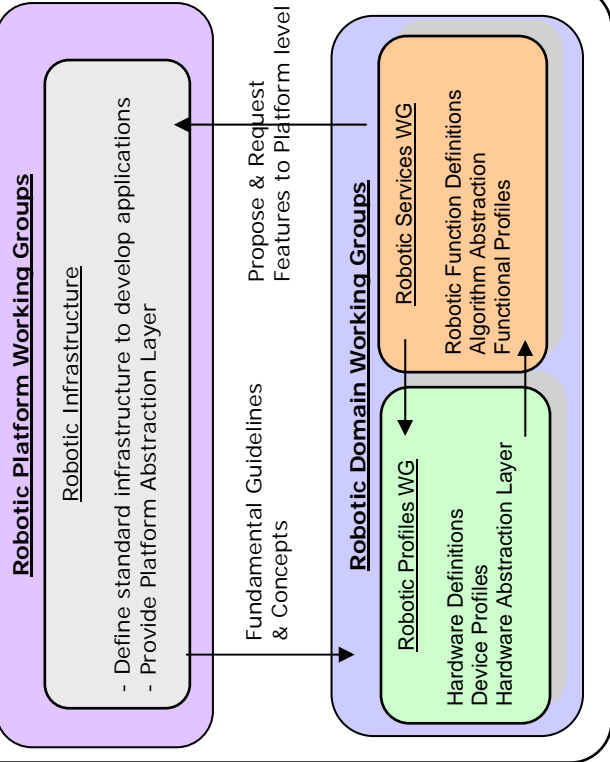 Robotic Platform Working Groups
Robotic Infrastructure
- Define standard infrastructure to develop applications
- Provide Platform Abstraction Layer
Fundamental Guidelines
& Concepts
Propose & Request
Features to Platform level
Robotic Domain Working Groups
Robotic Profiles WG
Hardware Definitions
Device Profiles
Hardware Abstraction Layer
Robotic Services WG
Robotic Function Definitions
Algorithm Abstraction
Functional Profiles